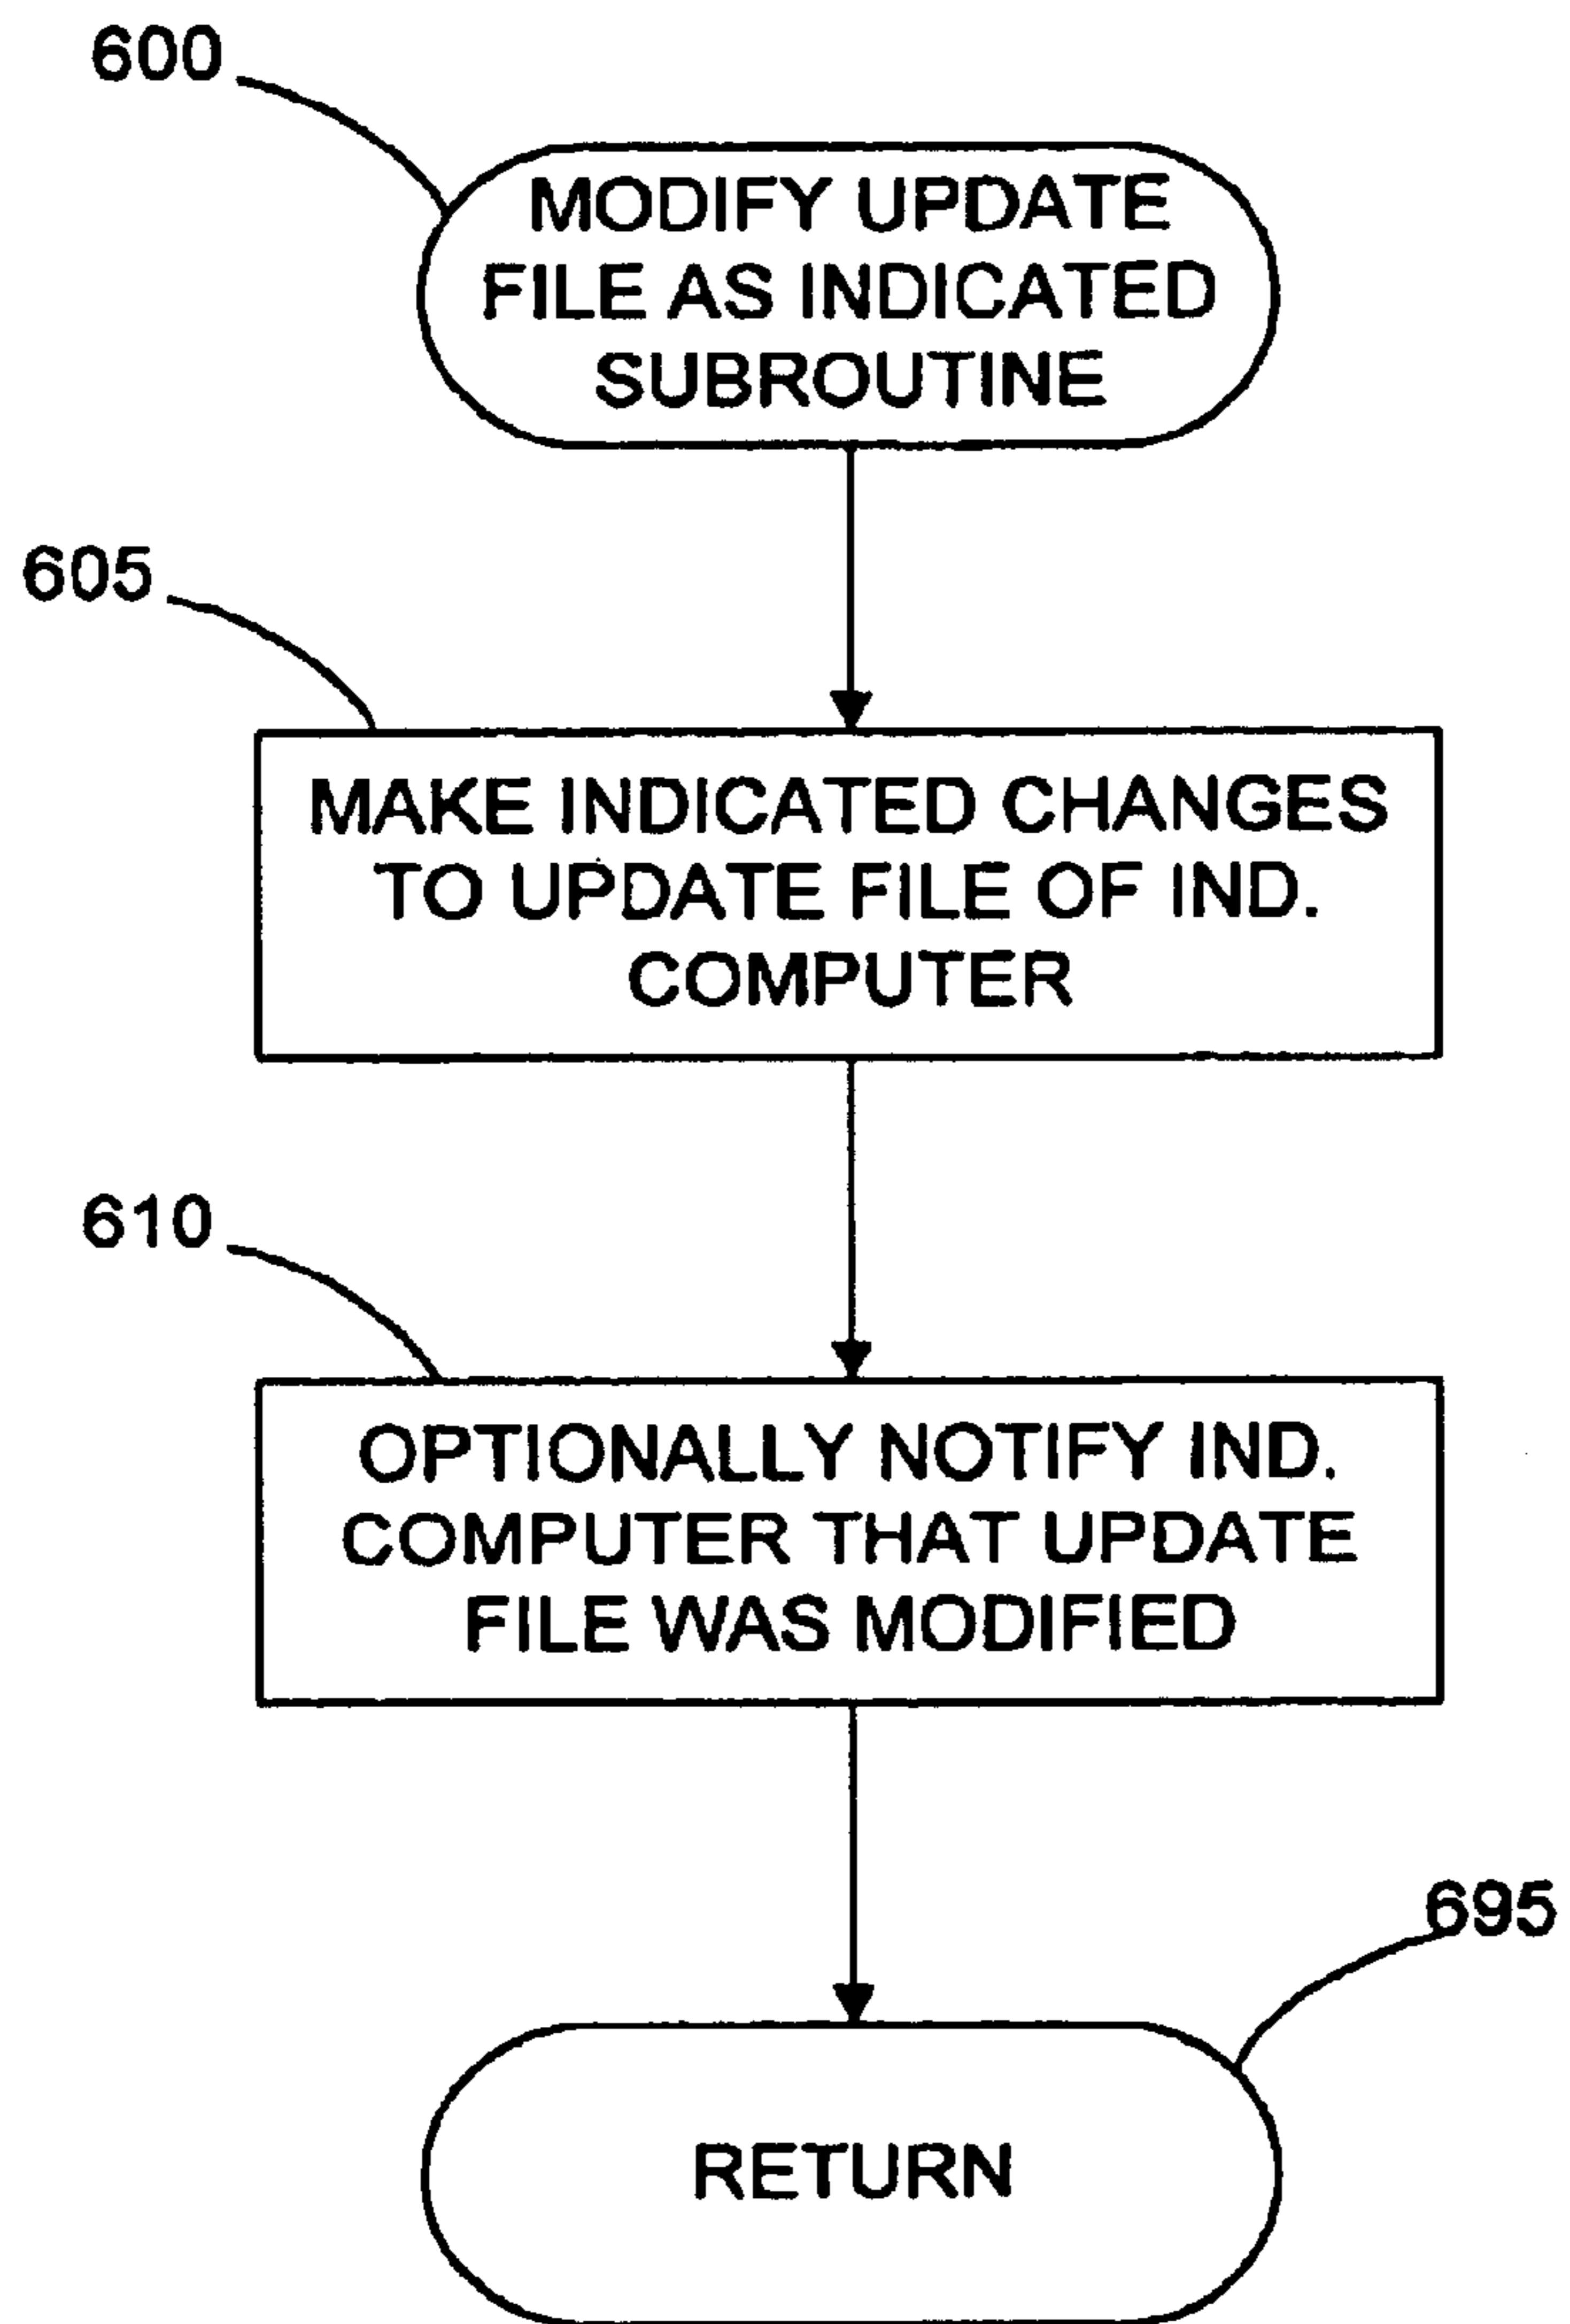 600
MODIFY UPDATE
FILE AS INDICATED
SUBROUTINE
605
MAKE INDICATED CHANGES
TO UPDATE FILE OF IND.
COMPUTER
610
OPTIONALLY NOTIFY IND.
COMPUTER THAT UPDATE
FILE WAS MODIFIED
695
RETURN